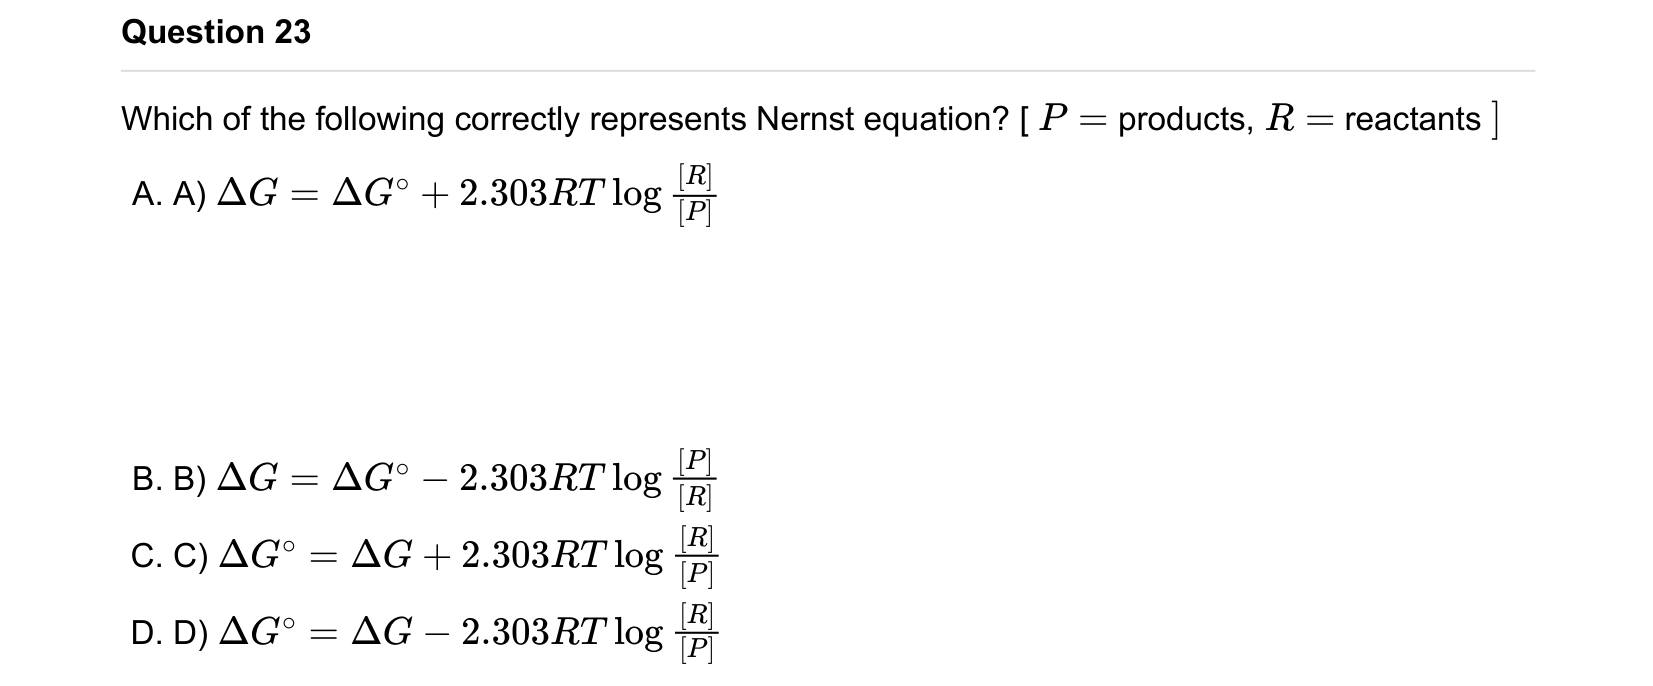 Question 23
Which of the following correctly represents Nernst equation? [ P = products, R = reactants ]
A. A) ΔG = ΔG° + 2.303RT log [R]/[P]
B. B) ΔG = ΔG° − 2.303RT log [P]/[R]
C. C) ΔG° = ΔG + 2.303RT log [R]/[P]
D. D) ΔG° = ΔG − 2.303RT log [R]/[P]